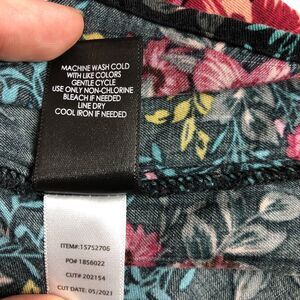 MACHINE WASH COLD
WITH LIKE COLORS
GENTLE CYCLE
USE ONLY NON-CHLORINE
BLEACH IF NEEDED
LINE DRY
COOL IRON IF NEEDED
ITEM#: 15752706
PO# 1856022
CUT# 202154
CUT DATE: 05/2021